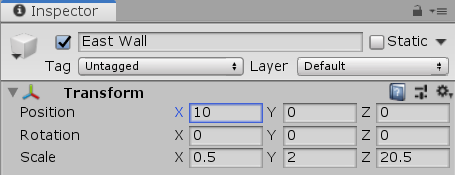 Inspector
East Wall Static
Tag Untagged Layer Default
Transform
Position X 10 Y 0 Z 0
Rotation X 0 Y 0 Z 0
Scale X 0.5 Y 2 Z 20.5